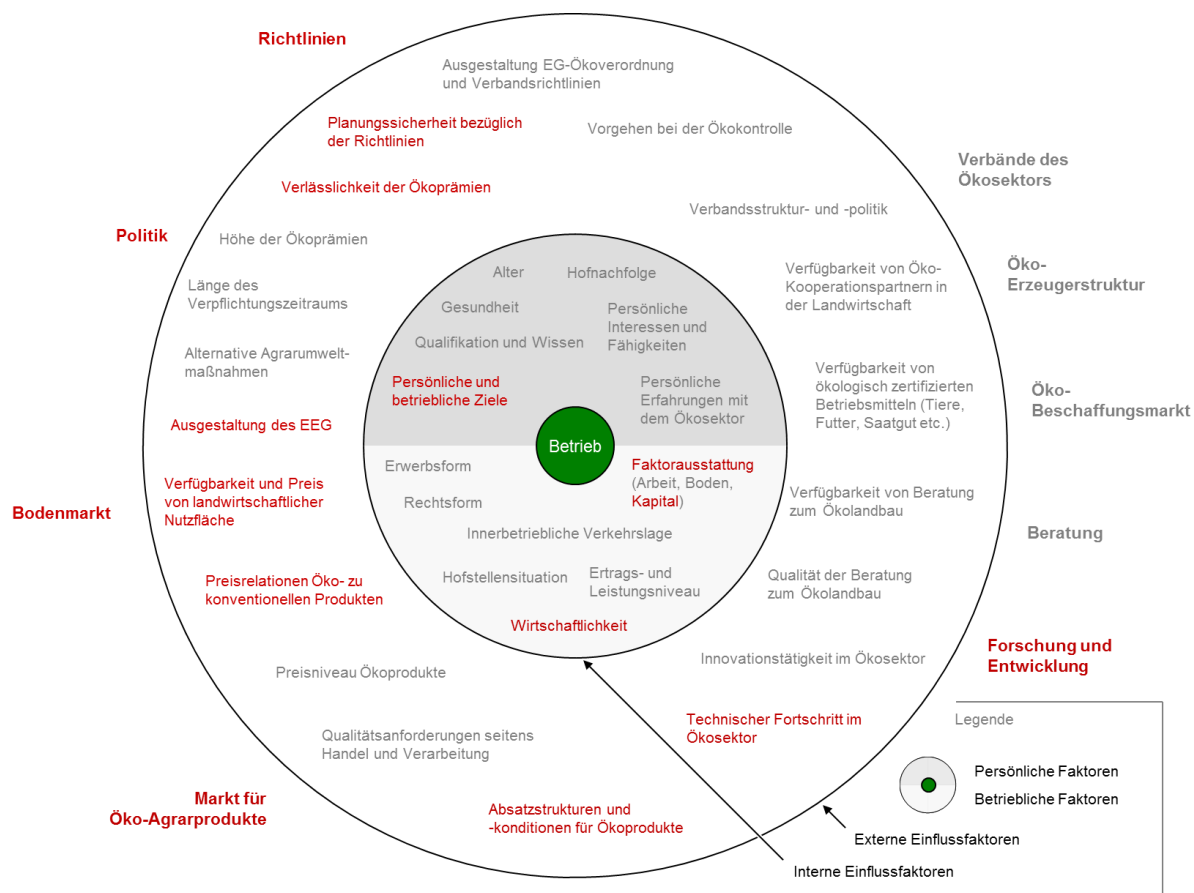 Richtlinien
Ausgestaltung EG-Ökoverordnung
und Verbandsrichtlinien
Planungssicherheit bezüglich
der Richtlinien
Vorgehen bei der Ökokontrolle
Verlässlichkeit der Ökoprämien
Verbände des
Ökosektors
Verbandsstruktur- und -politik
Politik
Höhe der Ökoprämien
Länge des
Verpflichtungszeitraums
Alternative Agrarumwelt-
maßnahmen
Ausgestaltung des EEG
Alter
Hofnachfolge
Gesundheit
Persönliche
Interessen und
Fähigkeiten
Qualifikation und Wissen
Persönliche und
betriebliche Ziele
Persönliche
Erfahrungen mit
dem Ökosektor
Betrieb
Verfügbarkeit von Öko-
Kooperationspartnern in
der Landwirtschaft
Öko-
Erzeugerstruktur
Verfügbarkeit von
ökologisch zertifizierten
Betriebsmitteln (Tiere,
Futter, Saatgut etc.)
Öko-
Beschaffungsmarkt
Erwerbsform
Faktorausstattung
(Arbeit, Boden,
Kapital)
Rechtsform
Innerbetriebliche Verkehrslage
Hofstellensituation
Ertrags- und
Leistungsniveau
Wirtschaftlichkeit
Bodenmarkt
Verfügbarkeit und Preis
von landwirtschaftlicher
Nutzfläche
Verfügbarkeit von Beratung
zum Ökolandbau
Beratung
Qualität der Beratung
zum Ökolandbau
Preisrelationen Öko- zu
konventionellen Produkten
Preisniveau Ökoprodukte
Qualitätsanforderungen seitens
Handel und Verarbeitung
Innovationstätigkeit im Ökosektor
Forschung und
Entwicklung
Technischer Fortschritt im
Ökosektor
Markt für
Öko-Agrarprodukte
Absatzstrukturen und
-konditionen für Ökoprodukte
Legende
Persönliche Faktoren
Betriebliche Faktoren
Externe Einflussfaktoren
Interne Einflussfaktoren